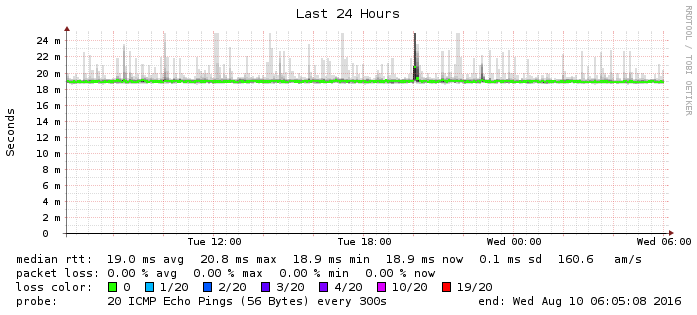 Last 24 Hours
RRDTOOL / TOBI OETIKER
Seconds
24 m
22 m
20 m
18 m
16 m
14 m
12 m
10 m
8 m
6 m
4 m
2 m
0
Tue 12:00 Tue 18:00 Wed 00:00 Wed 06:00
median rtt: 19.0 ms avg 20.8 ms max 18.9 ms min 18.9 ms now 0.1 ms sd 160.6 am/s
packet loss: 0.00 % avg 0.00 % max 0.00 % min 0.00 % now
loss color: 0 1/20 2/20 3/20 4/20 10/20 19/20
probe: 20 ICMP Echo Pings (56 Bytes) every 300s end: Wed Aug 10 06:05:08 2016